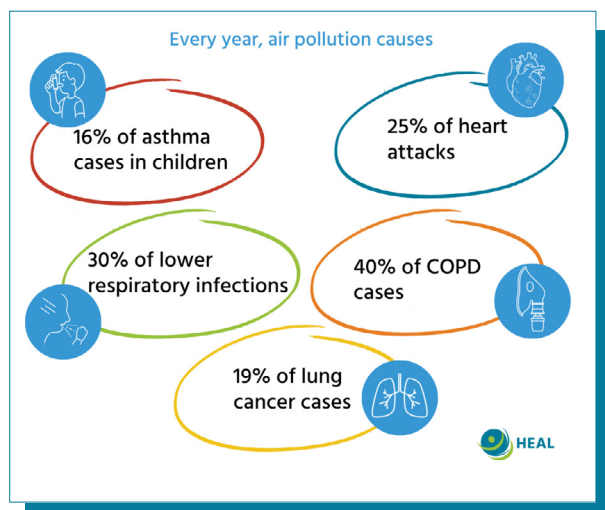 Every year, air pollution causes
16% of asthma
cases in children
25% of heart
attacks
30% of lower
respiratory infections
40% of COPD
cases
19% of lung
cancer cases
HEAL